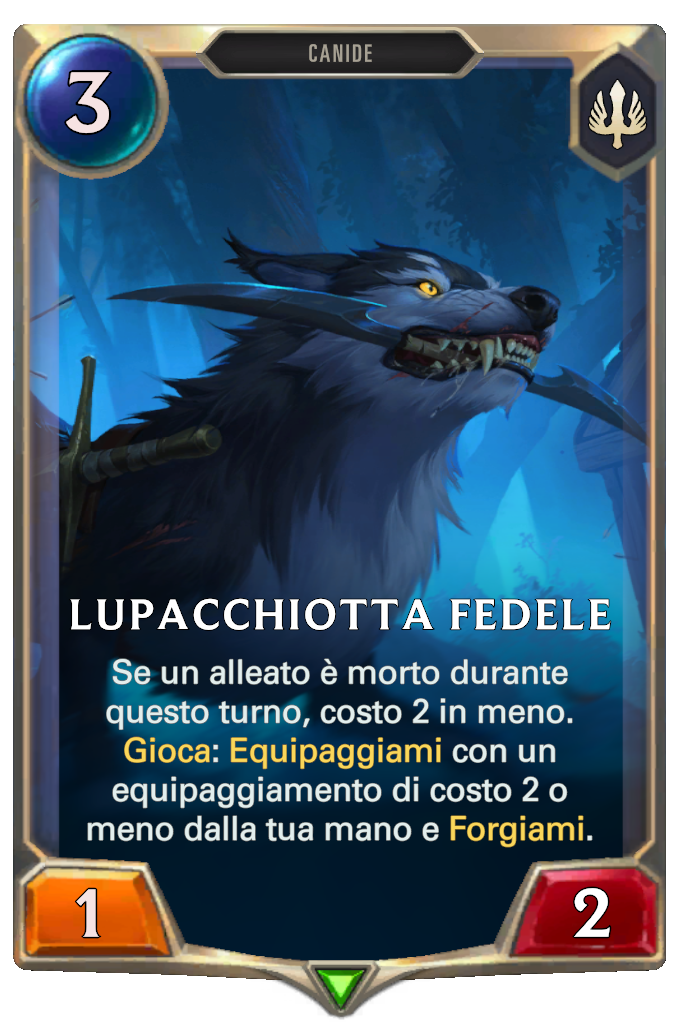 CANIDE
3
LUPACCHIOTTA FEDELE
Se un alleato è morto durante
questo turno, costo 2 in meno.
Gioca: Equipaggiami con un
equipaggiamento di costo 2 o
meno dalla tua mano e Forgiami.
1
2